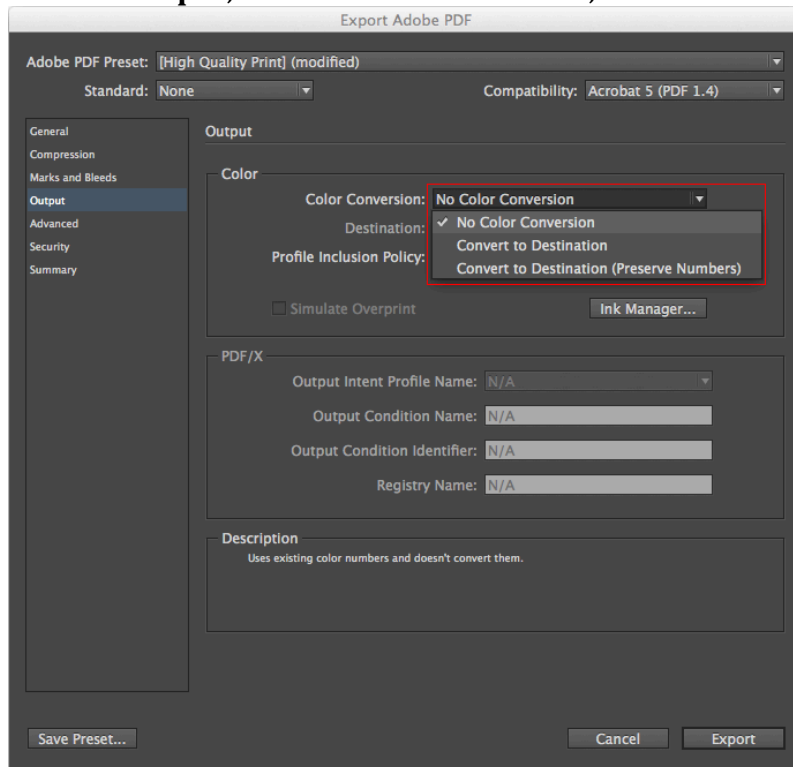 Export Adobe PDF
Adobe PDF Preset: [High Quality Print] (modified)
Standard: None Compatibility: Acrobat 5 (PDF 1.4)
General
Compression
Marks and Bleeds
Output
Advanced
Security
Summary
Output
Color
Color Conversion: No Color Conversion
Destination: ✓ No Color Conversion
Convert to Destination
Profile Inclusion Policy:
Convert to Destination (Preserve Numbers)
Simulate Overprint Ink Manager...
PDF/X
Output Intent Profile Name: N/A
Output Condition Name: N/A
Output Condition Identifier: N/A
Registry Name: N/A
Description
Uses existing color numbers and doesn't convert them.
Save Preset... Cancel Export